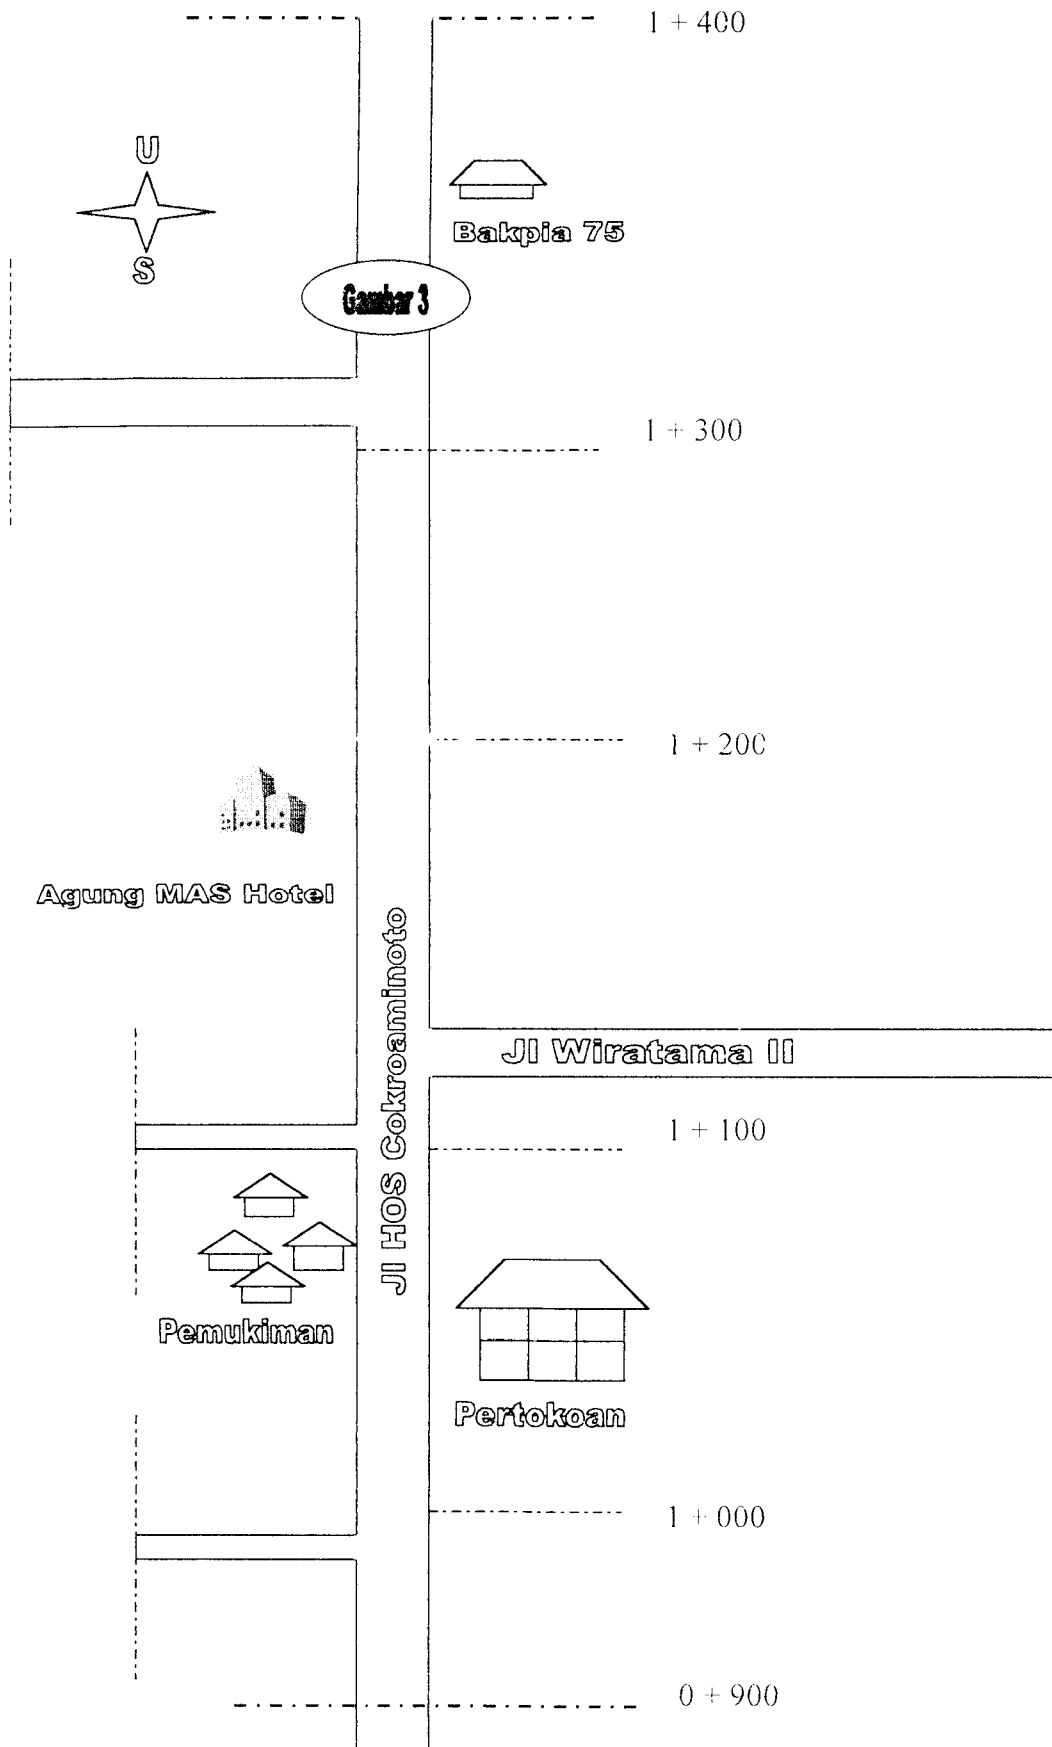 1 + 400
U
S
Bakpia 75
Gambar 3
1 + 300
1 + 200
Agung MAS Hotel
Jl HOS Cokroaminoto
Jl Wiratama II
1 + 100
Pemukiman
Pertokoan
1 + 000
0 + 900